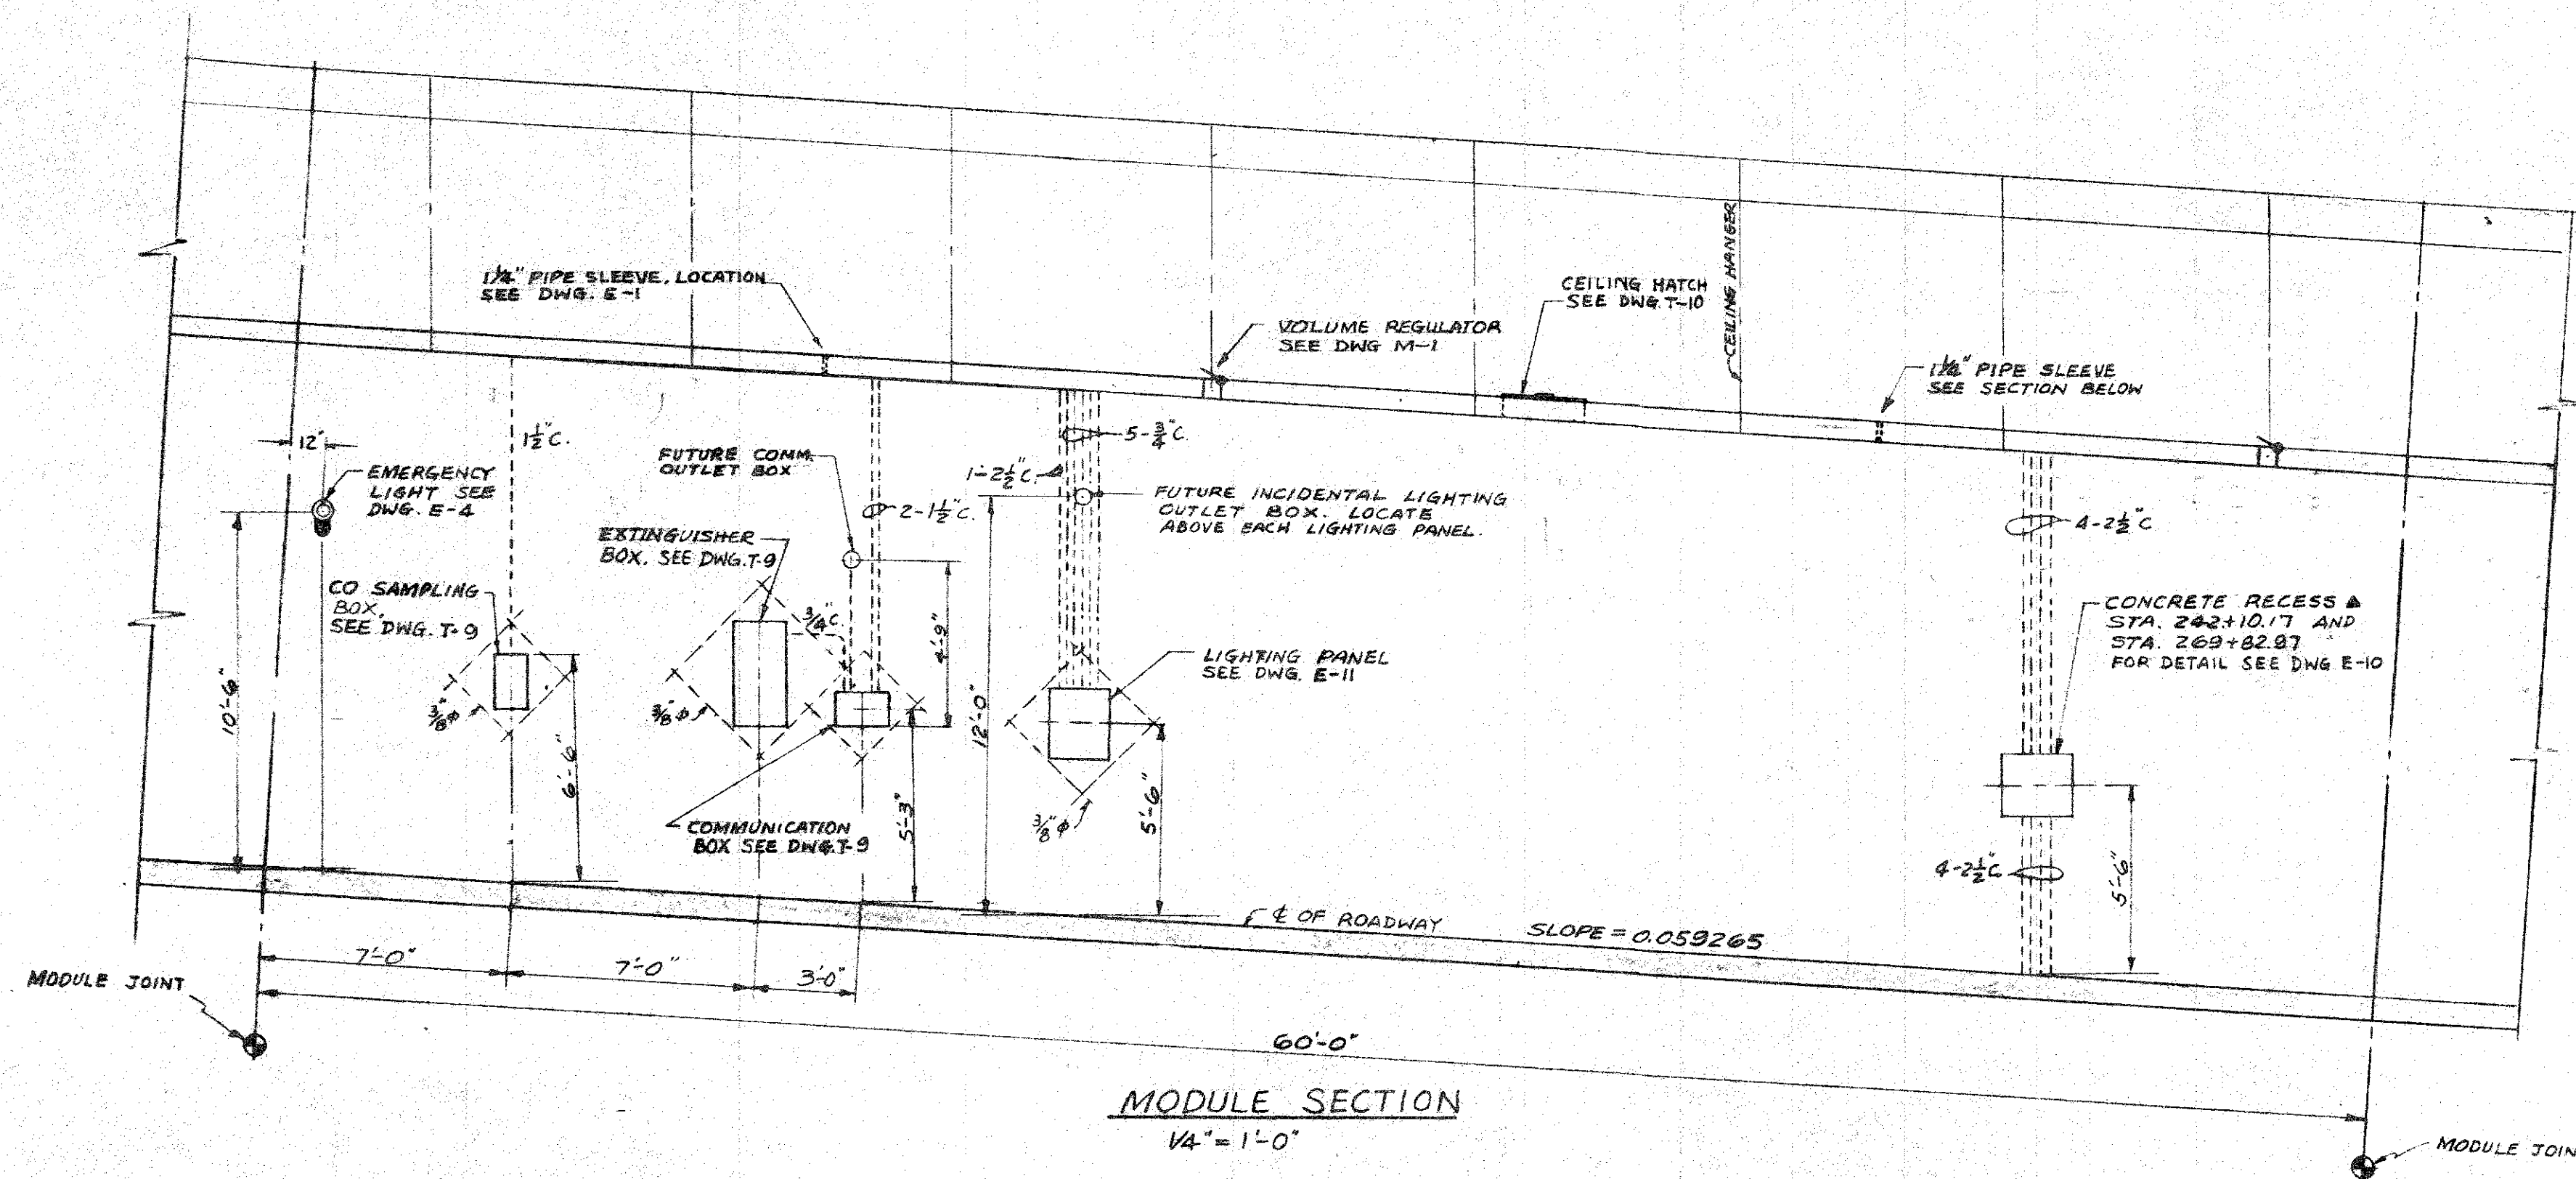 1¼" PIPE SLEEVE, LOCATION
SEE DWG. E-1
CEILING HANGER
CEILING HATCH
SEE DWG. T-10
VOLUME REGULATOR
SEE DWG M-1
1¼" PIPE SLEEVE
SEE SECTION BELOW
12"
1½"C.
EMERGENCY
LIGHT SEE
DWG. E-4
FUTURE COMM.
OUTLET BOX
5-¾"C.
1-2½"C.
2-1½"C.
FUTURE INCIDENTAL LIGHTING
OUTLET BOX. LOCATE
ABOVE EACH LIGHTING PANEL.
4-2½"C
EXTINGUISHER
BOX. SEE DWG. T-9
CO SAMPLING
BOX.
SEE DWG. T-9
¾"C
4'-9"
CONCRETE RECESS
STA. 242+10.17 AND
STA. 269+82.97
FOR DETAIL SEE DWG E-10
LIGHTING PANEL
SEE DWG. E-11
10'-6"
⅜"φ
6'-6"
⅜"φ
12'-0"
5'-3"
COMMUNICATION
BOX SEE DWG. T-9
⅜"φ
5'-6"
4-2½"C
5'-6"
℄ OF ROADWAY
SLOPE = 0.059265
7'-0"
7'-0"
3'-0"
MODULE JOINT
60'-0"
MODULE SECTION
1/4" = 1'-0"
MODULE JOIN